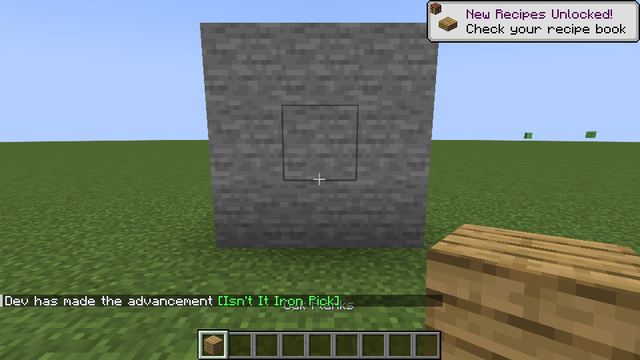 New Recipes Unlocked!
Check your recipe book
Dev has made the advancement [Isn't It Iron Pick]
Oak Planks